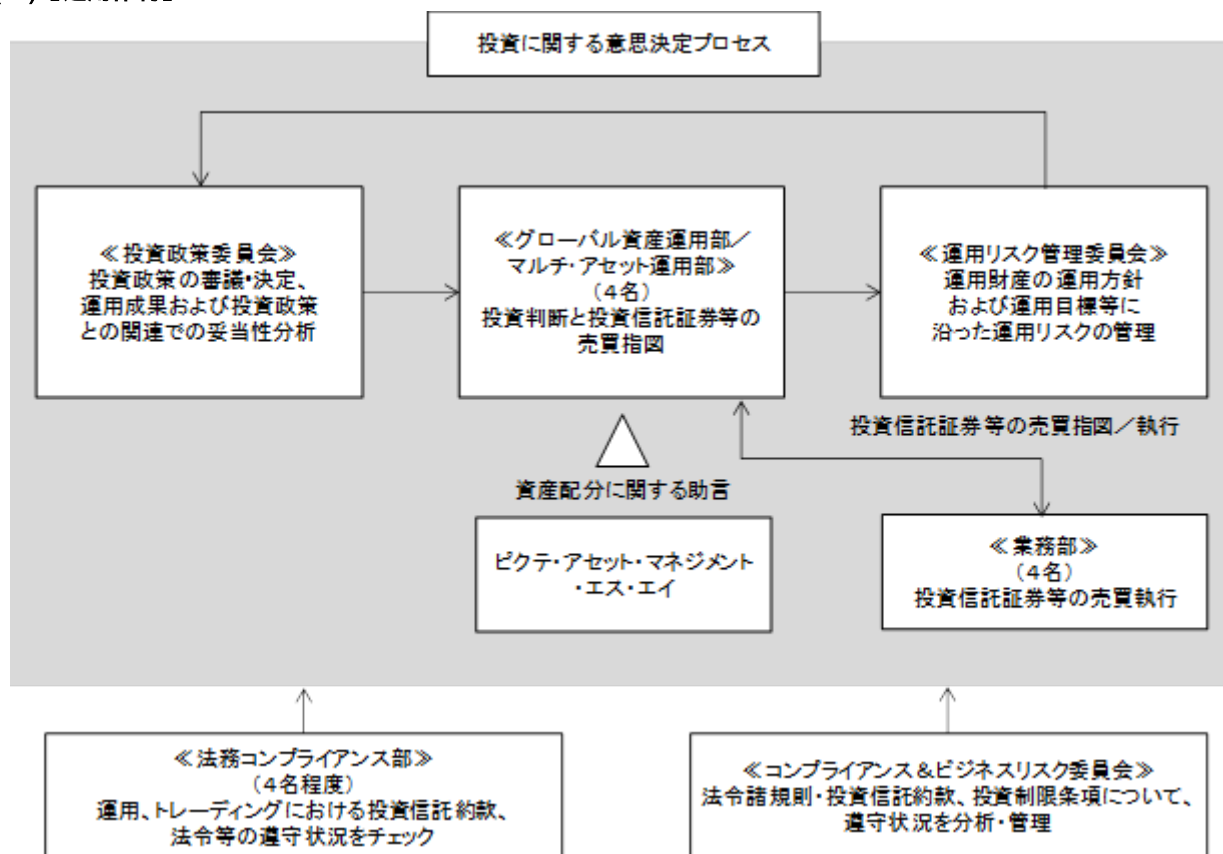 投資に関する意思決定プロセス
≪投資政策委員会≫
投資政策の審議・決定、
運用成果および投資政策
との関連での妥当性分析
≪グローバル資産運用部／
マルチ・アセット運用部≫
（４名）
投資判断と投資信託証券等の
売買指図
≪運用リスク管理委員会≫
運用財産の運用方針
および運用目標等に
沿った運用リスクの管理
投資信託証券等の売買指図／執行
資産配分に関する助言
ピクテ・アセット・マネジメント
・エス・エイ
≪業務部≫
（４名）
投資信託証券等の売買執行
≪法務コンプライアンス部≫
（４名程度）
運用、トレーディングにおける投資信託約款、
法令等の遵守状況をチェック
≪コンプライアンス＆ビジネスリスク委員会≫
法令諸規則・投資信託約款、投資制限条項について、
遵守状況を分析・管理